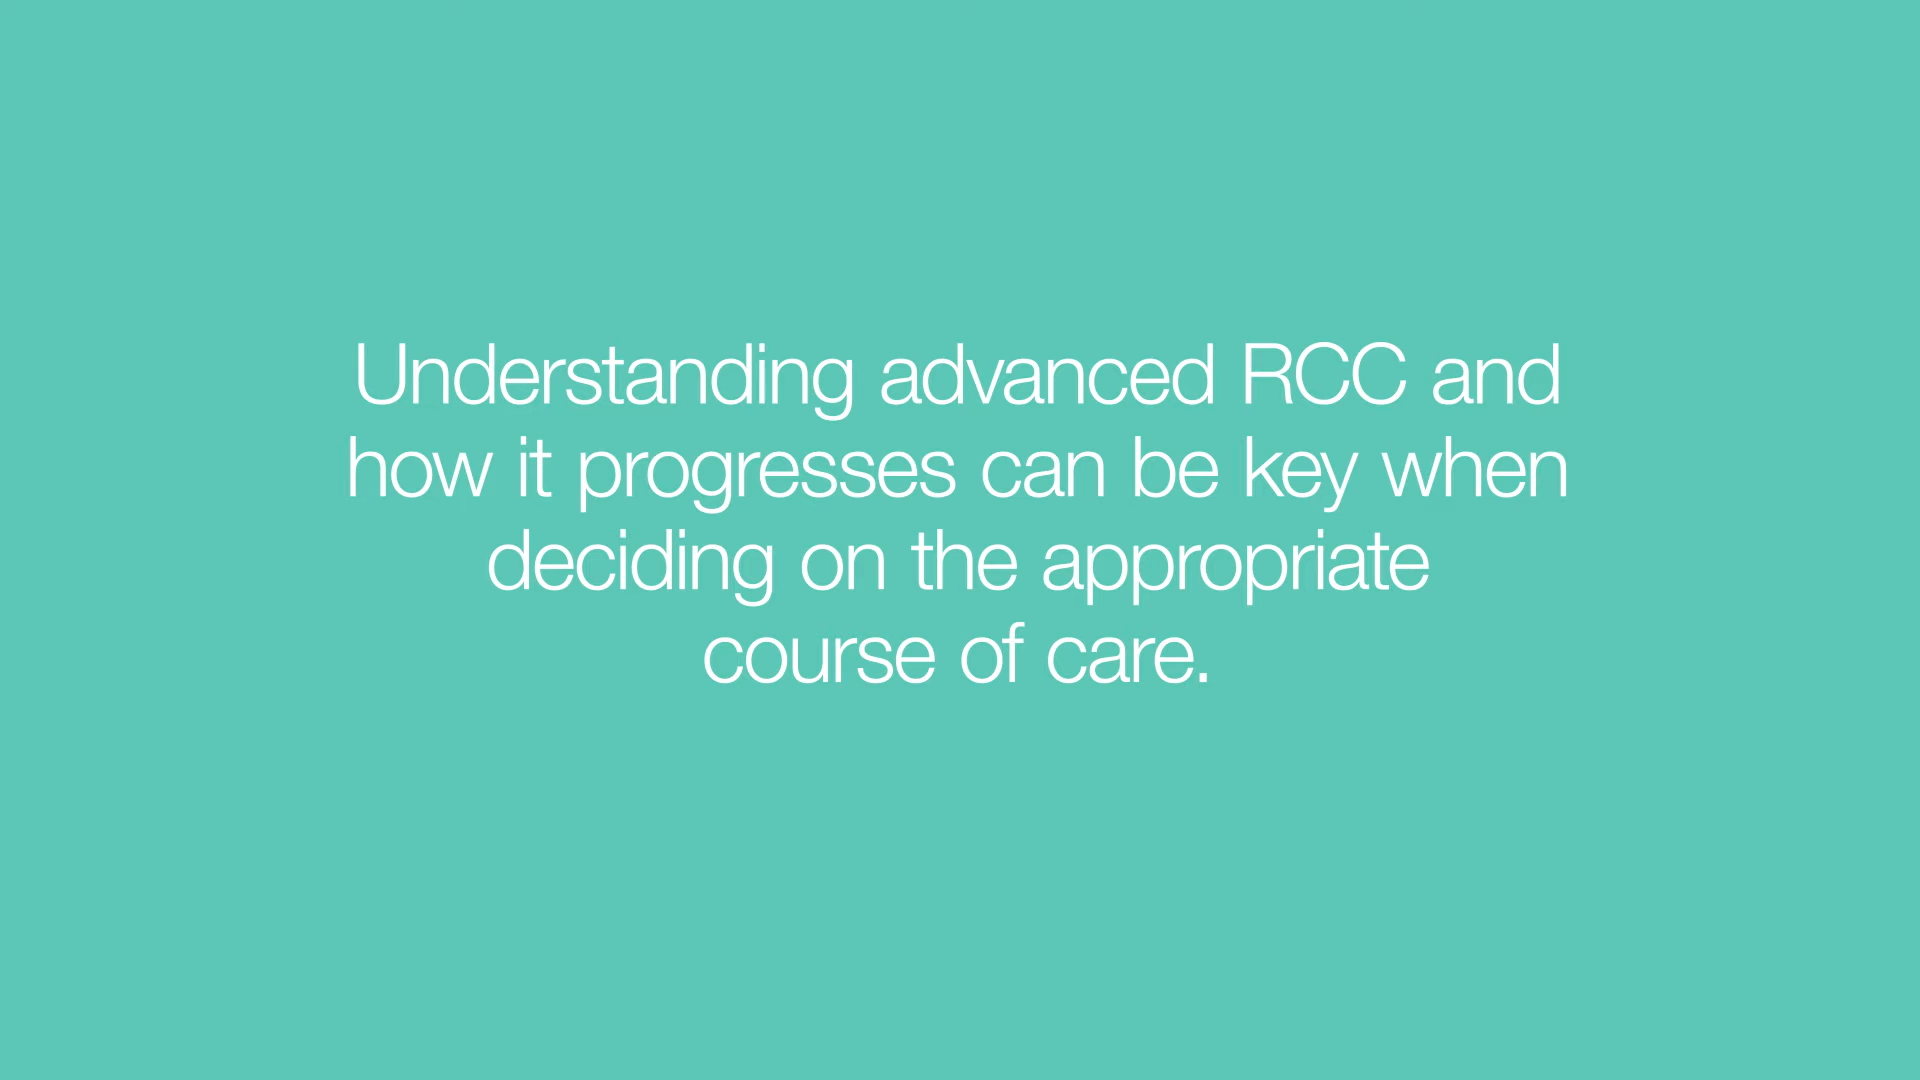 Understanding advanced RCC and
how it progresses can be key when
deciding on the appropriate
course of care.